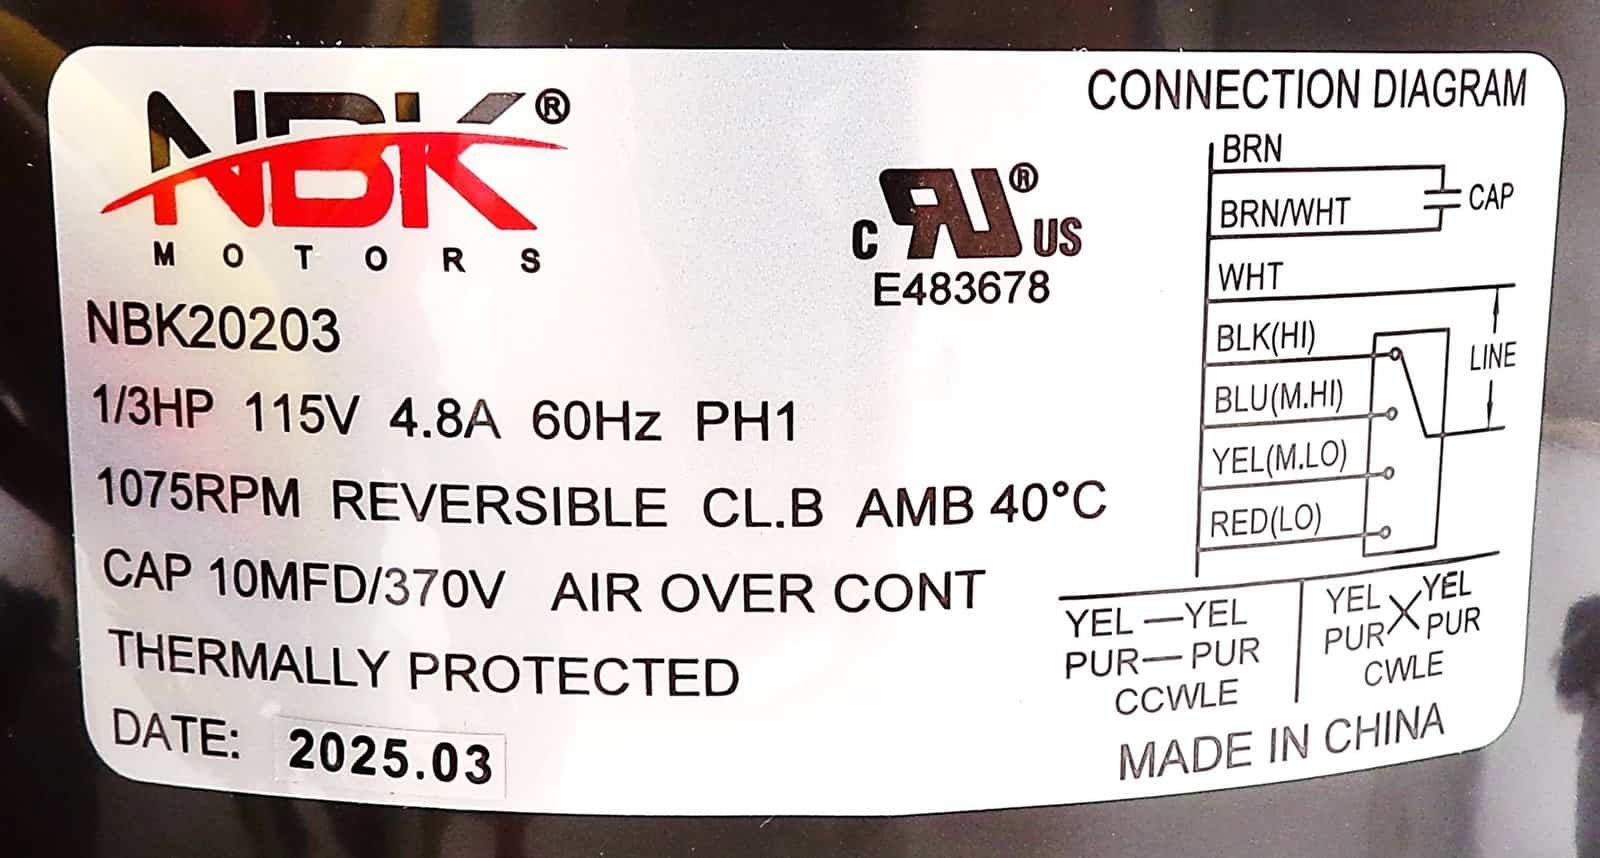 NBK®
MOTORS
NBK20203
1/3HP 115V 4.8A 60Hz PH1
1075RPM REVERSIBLE CL.B AMB 40°C
CAP 10MFD/370V AIR OVER CONT
THERMALLY PROTECTED
DATE: 2025.03
C RU® US
E483678
CONNECTION DIAGRAM
BRN
CAP
BRN/WHT
WHT
BLK(HI)
LINE
BLU(M.HI)
YEL(M.LO)
RED(LO)
YEL—YEL
PUR—PUR
CCWLE
YEL YEL
PUR PUR
CWLE
MADE IN CHINA